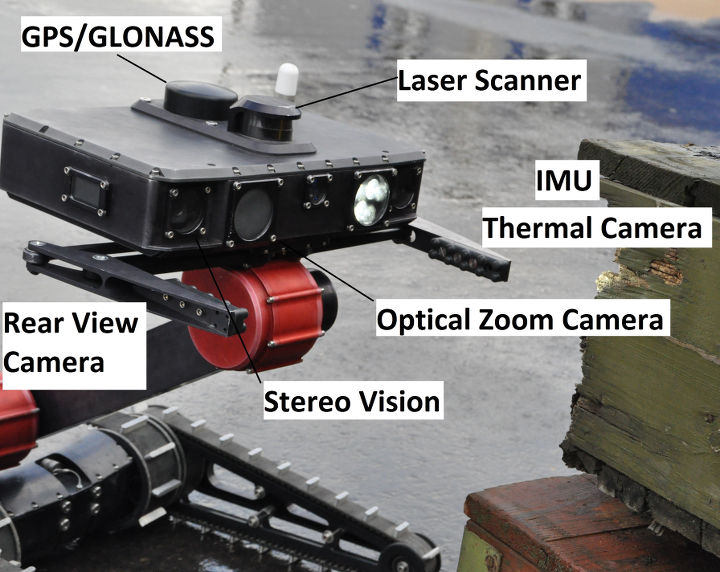 GPS/GLONASS
Laser Scanner
IMU
Thermal Camera
Rear View
Camera
Optical Zoom Camera
Stereo Vision